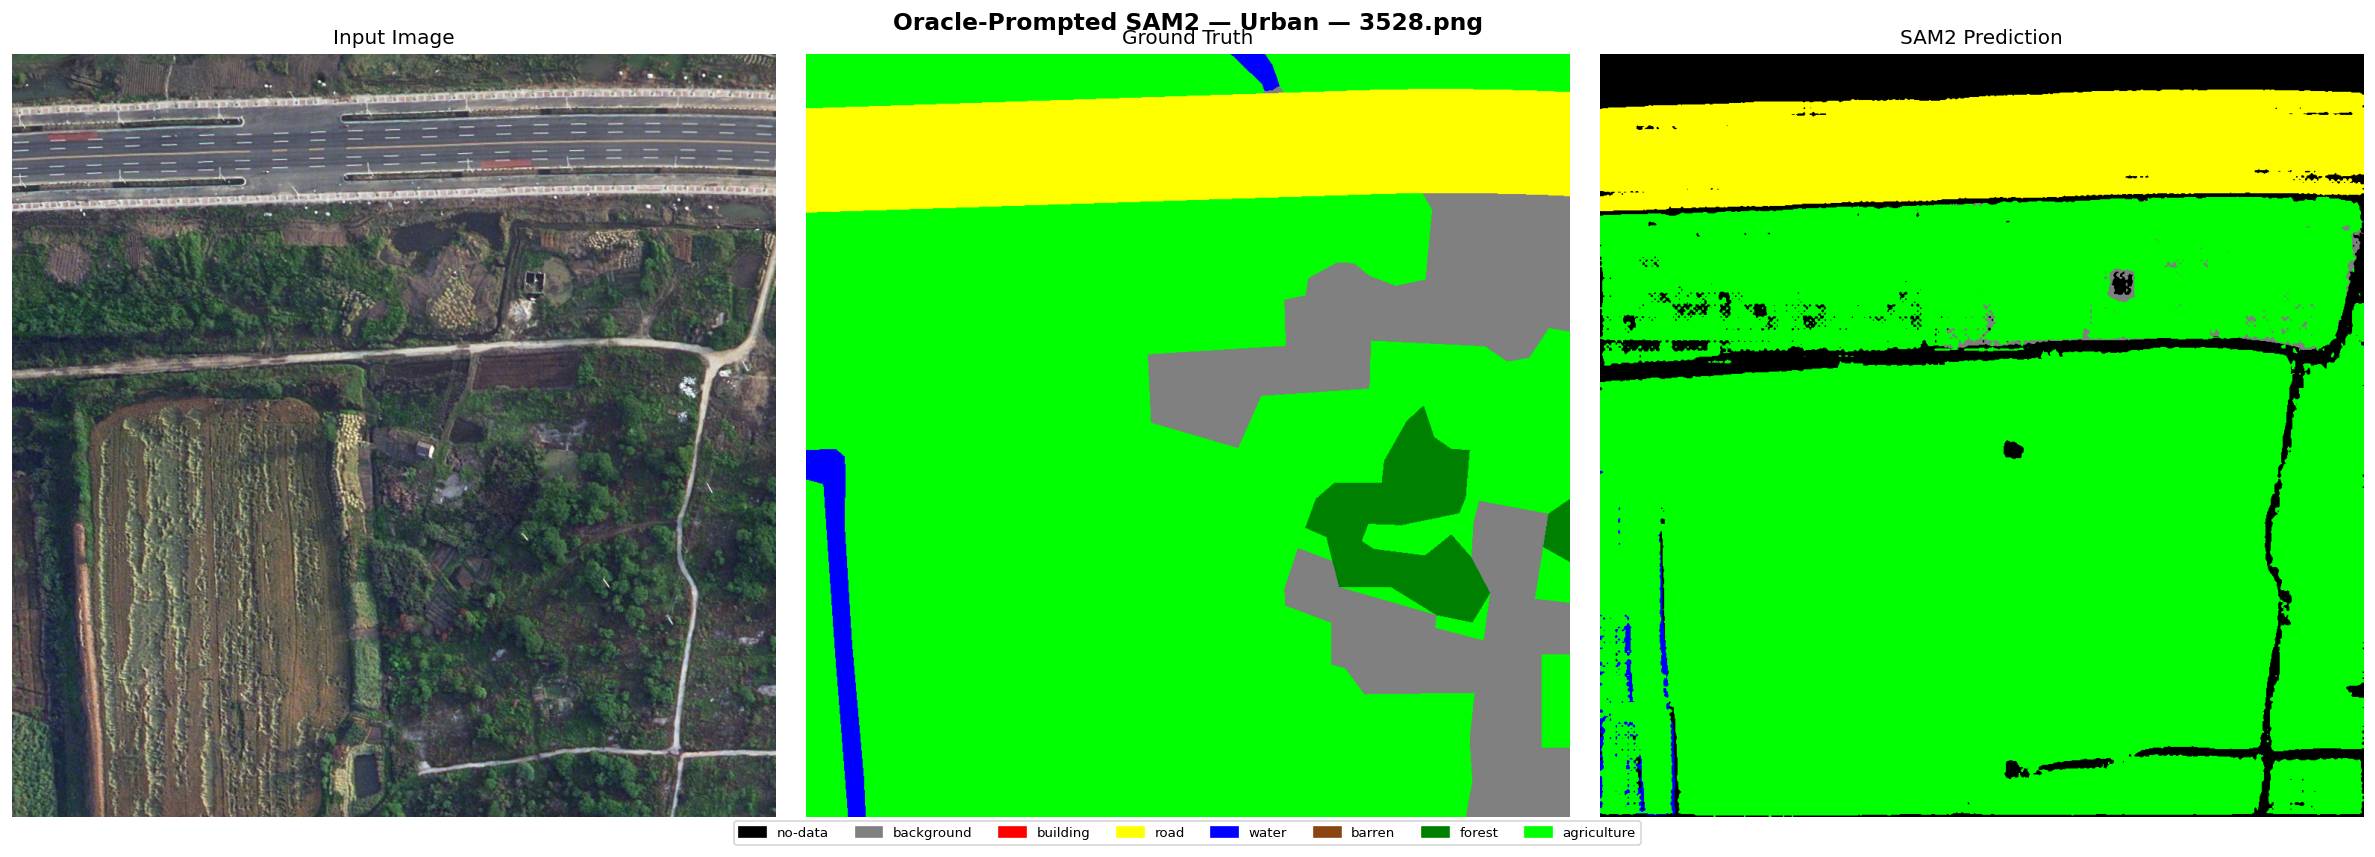 Oracle-Prompted SAM2 — Urban — 3528.png
Input Image
Ground Truth
SAM2 Prediction
no-data
background
building
road
water
barren
forest
agriculture